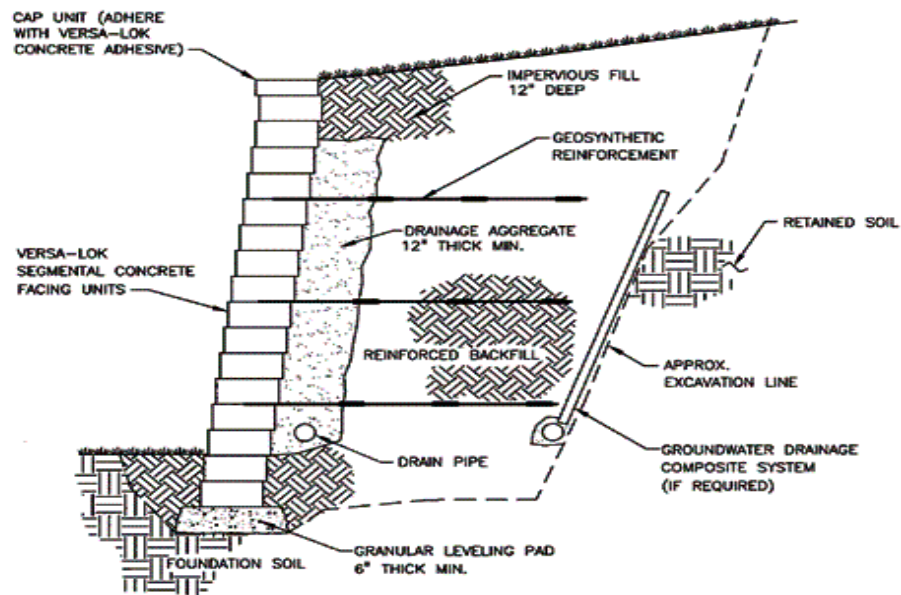 CAP UNIT (ADHERE
WITH VERSA-LOK
CONCRETE ADHESIVE)
IMPERVIOUS FILL
12" DEEP
GEOSYNTHETIC
REINFORCEMENT
RETAINED SOIL
DRAINAGE AGGREGATE
12" THICK MIN.
VERSA-LOK
SEGMENTAL CONCRETE
FACING UNITS
REINFORCED BACKFILL
APPROX.
EXCAVATION LINE
DRAIN PIPE
GROUNDWATER DRAINAGE
COMPOSITE SYSTEM
(IF REQUIRED)
GRANULAR LEVELING PAD
6" THICK MIN.
FOUNDATION SOIL